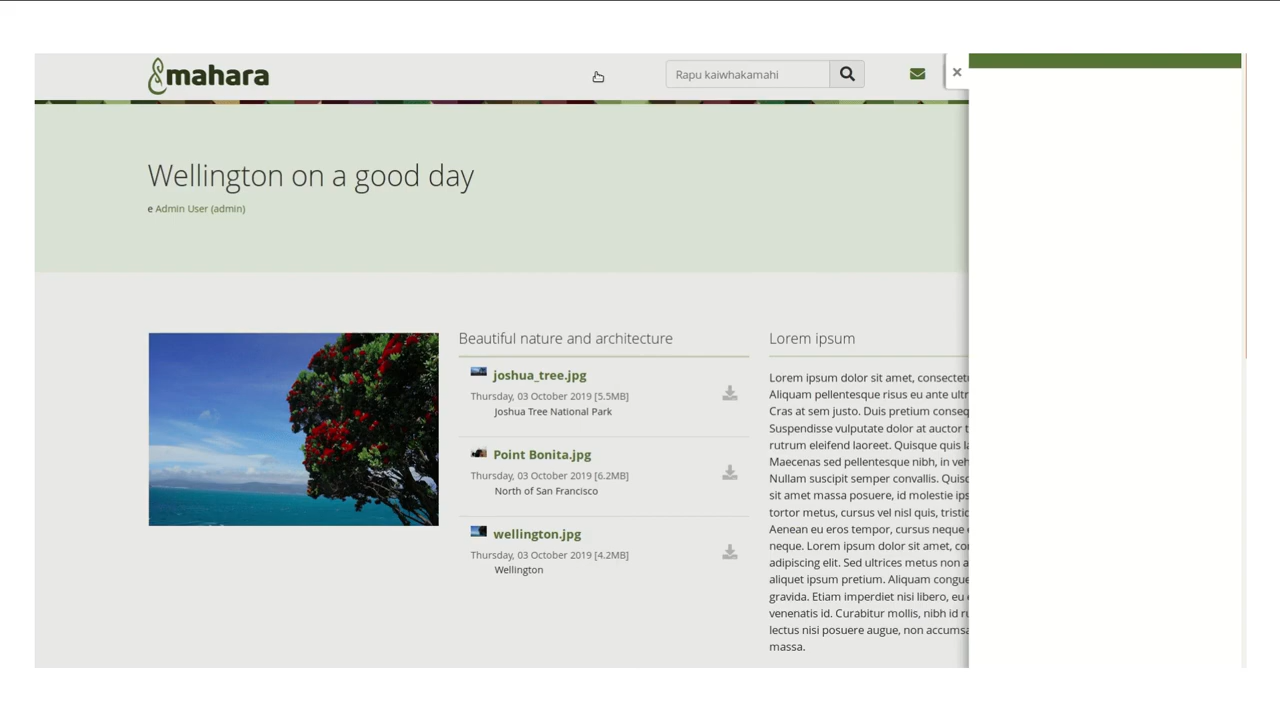 mahara
Rapu kaiwhakamahi
Wellington on a good day
e Admin User (admin)
Beautiful nature and architecture
joshua_tree.jpg
Thursday, 03 October 2019 [5.5MB]
Joshua Tree National Park
Point Bonita.jpg
Thursday, 03 October 2019 [6.2MB]
North of San Francisco
wellington.jpg
Thursday, 03 October 2019 [4.2MB]
Wellington
Lorem ipsum
Lorem ipsum dolor sit amet, consectetu
Aliquam pellentesque risus eu ante ultr
Cras at sem justo. Duis pretium conseq
Suspendisse vulputate dolor at auctor t
rutrum eleifend laoreet. Quisque quis la
Maecenas sed pellentesque nibh, in veh
Nullam suscipit semper convallis. Quisq
sit amet massa posuere, id molestie ips
tortor metus, cursus vel nisl quis, tristic
Aenean eu eros tempor, cursus neque
neque. Lorem ipsum dolor sit amet, co
adipiscing elit. Sed ultrices metus non a
aliquet ipsum pretium. Aliquam congue
gravida. Etiam imperdiet nisi libero, eu
venenatis id. Curabitur mollis, nibh id ru
lectus nisi posuere augue, non accumsa
massa.